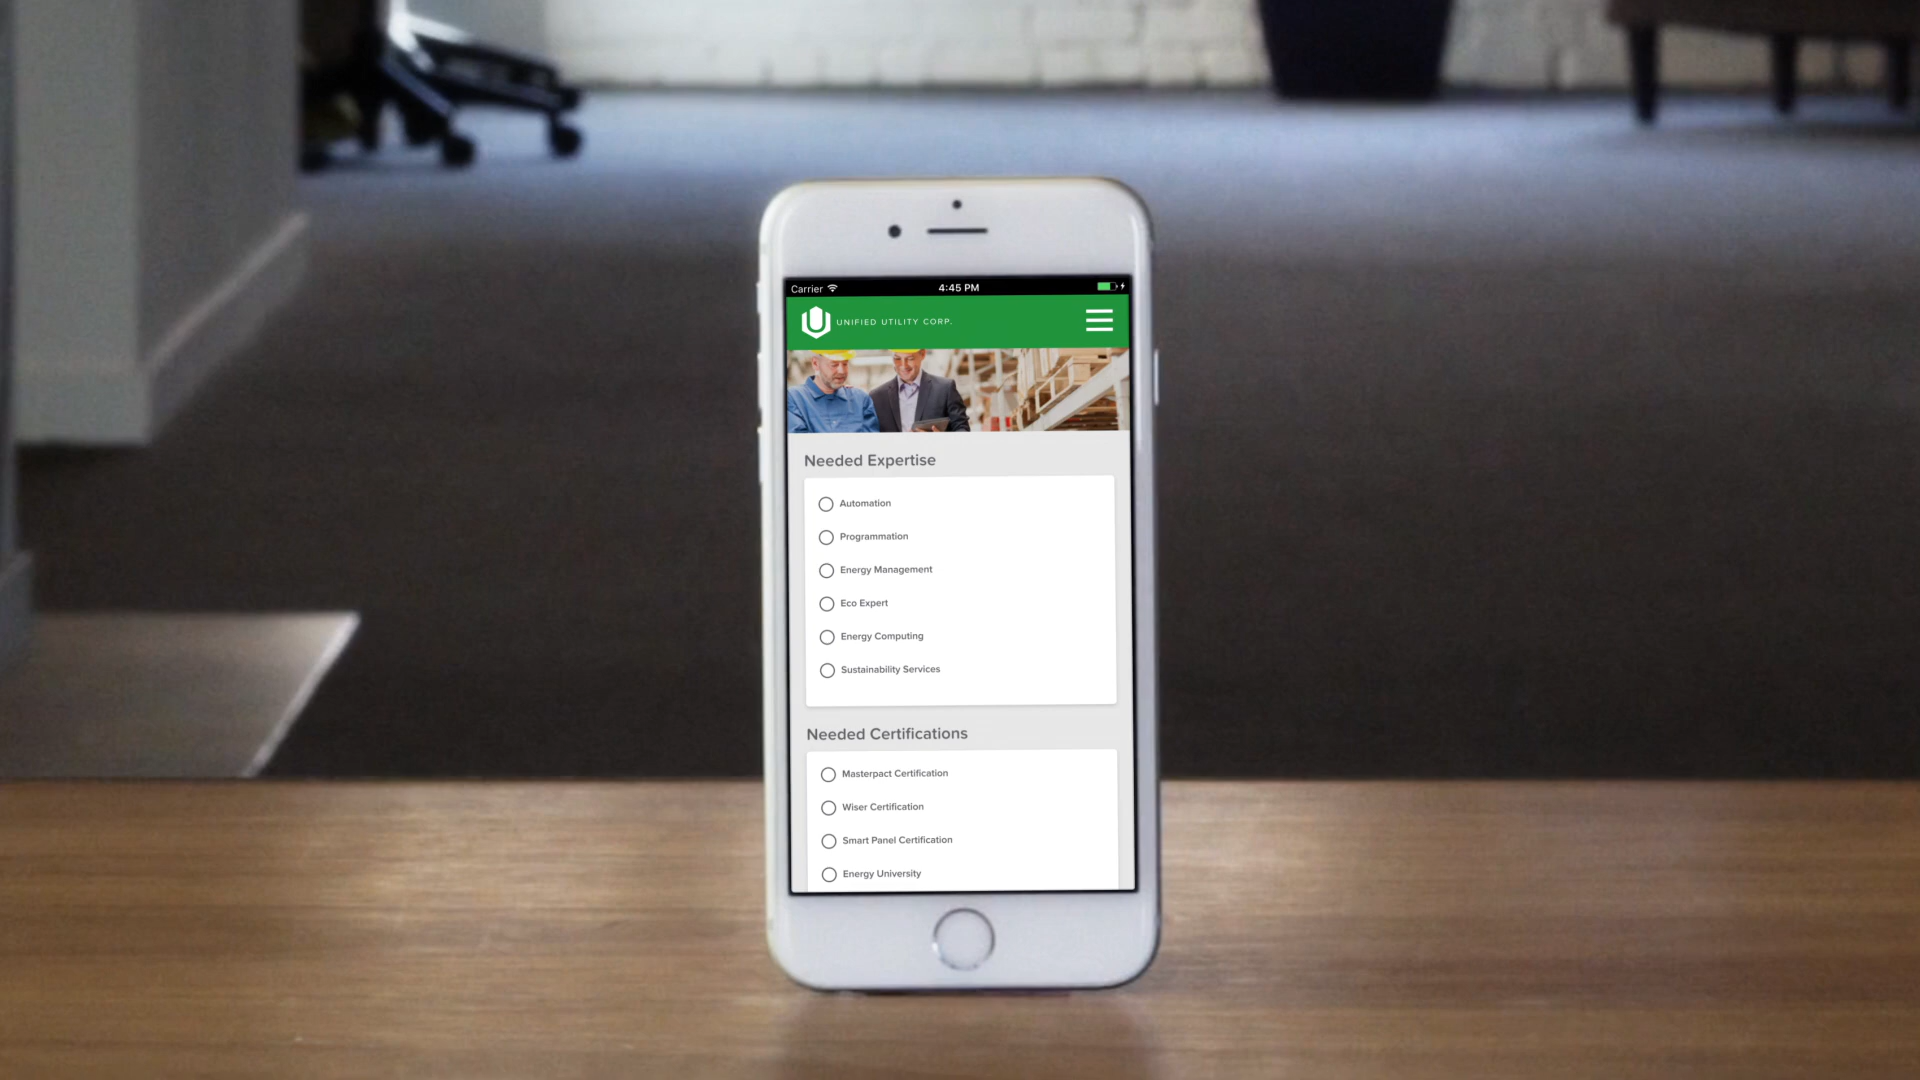 Carrier 4:45 PM
UNIFIED UTILITY CORP.
Needed Expertise
Automation
Programmation
Energy Management
Eco Expert
Energy Computing
Sustainability Services
Needed Certifications
Masterpact Certification
Wiser Certification
Smart Panel Certification
Energy University